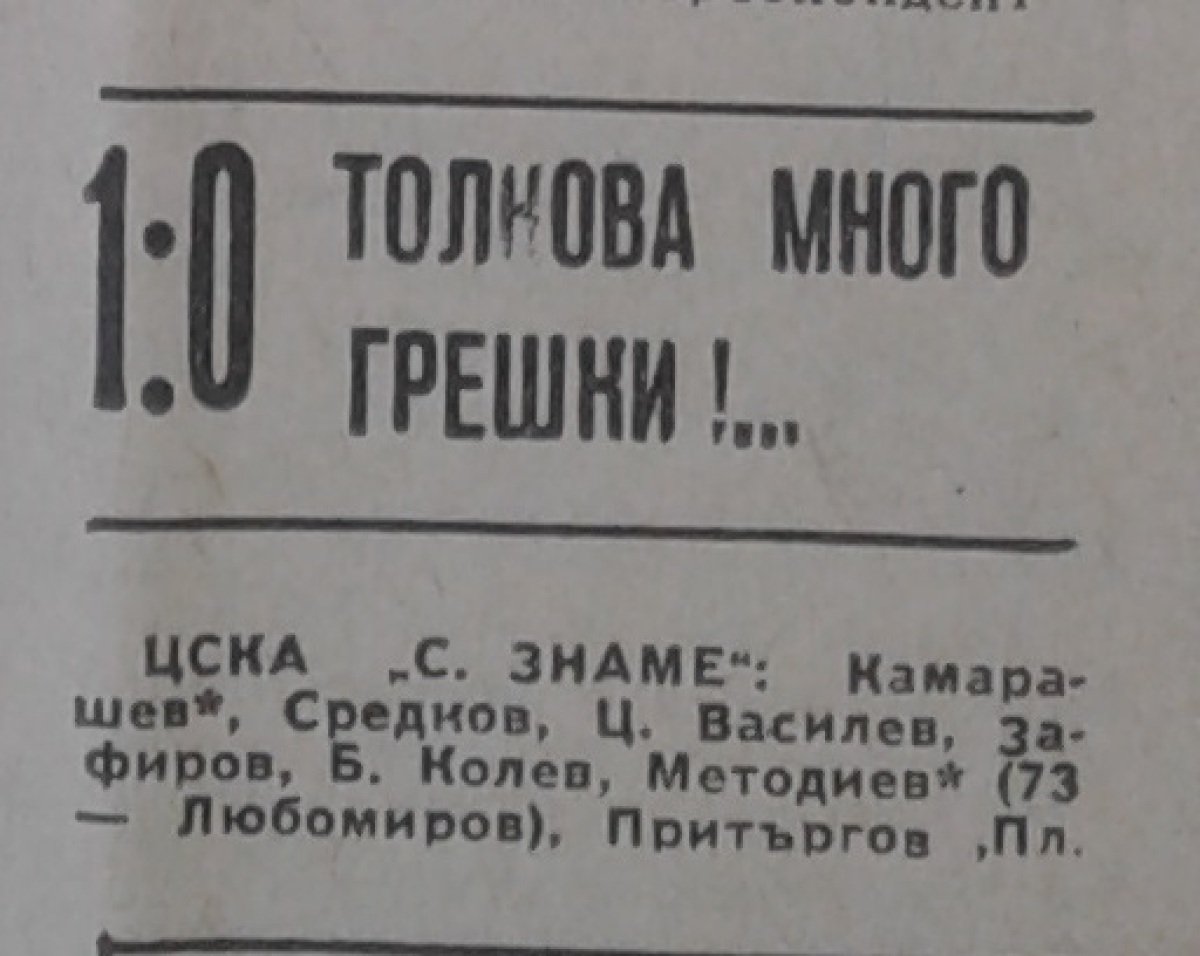 1:0 ТОЛКОВА МНОГО
ГРЕШКИ!...
ЦСКА „С. ЗНАМЕ“: Камара-
шев*, Средков, Ц. Василев, За-
фиров, Б. Колев, Методиев* (73
— Любомиров), Притъргов ,Пл.